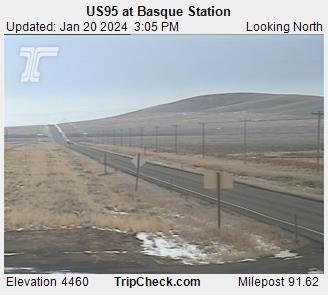 US95 at Basque Station
Updated: Jan 20 2024 3:05 PM Looking North
Elevation 4460 TripCheck.com Milepost 91.62